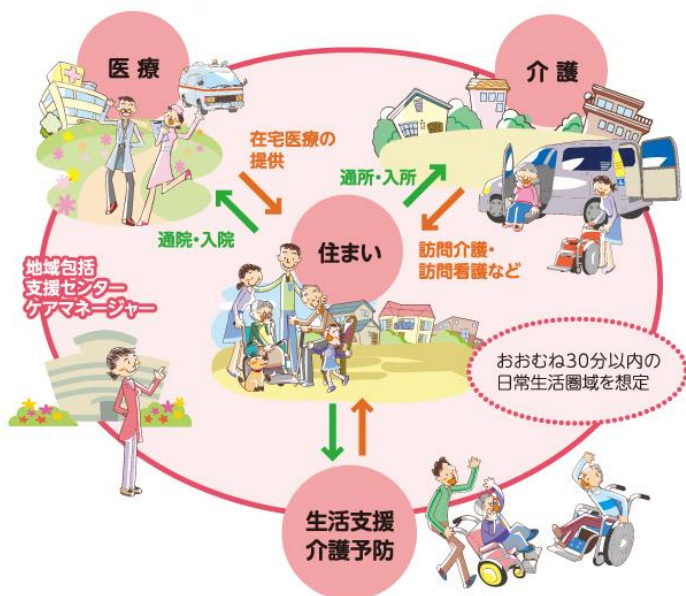 医療
介護
在宅医療の
提供
通所・入所
通院・入院
住まい
訪問介護・
訪問看護など
地域包括
支援センター
ケアマネージャー
おおむね30分以内の
日常生活圏域を想定
生活支援
介護予防